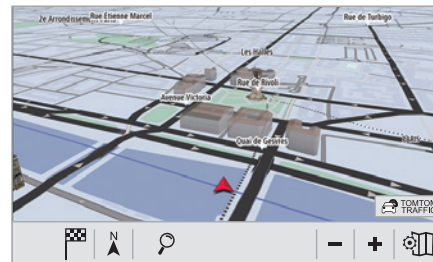 2e Arrondissem
Rue Etienne Marcel
Rue de Turbigo
Les Halles
Rue de Rivoli
Avenue Victoria
Quai de Gesvres
PARIS
TOMTOM
TRAFFIC
N